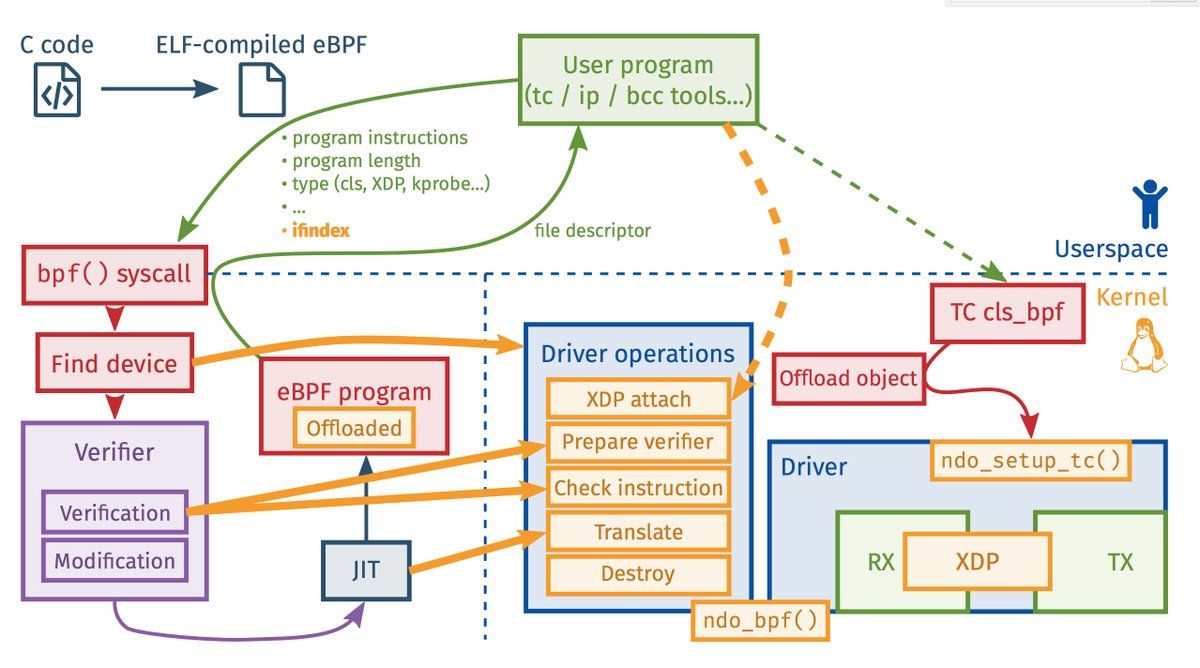 C code
ELF-compiled eBPF
User program
(tc / ip / bcc tools...)
• program instructions
• program length
• type (cls, XDP, kprobe...)
• ...
• ifindex
file descriptor
Userspace
bpf() syscall
Kernel
TC cls_bpf
Find device
Driver operations
Offload object
eBPF program
Offloaded
XDP attach
Verifier
Prepare verifier
Driver
ndo_setup_tc()
Check instruction
Verification
Translate
Modification
JIT
RX
XDP
TX
Destroy
ndo_bpf()